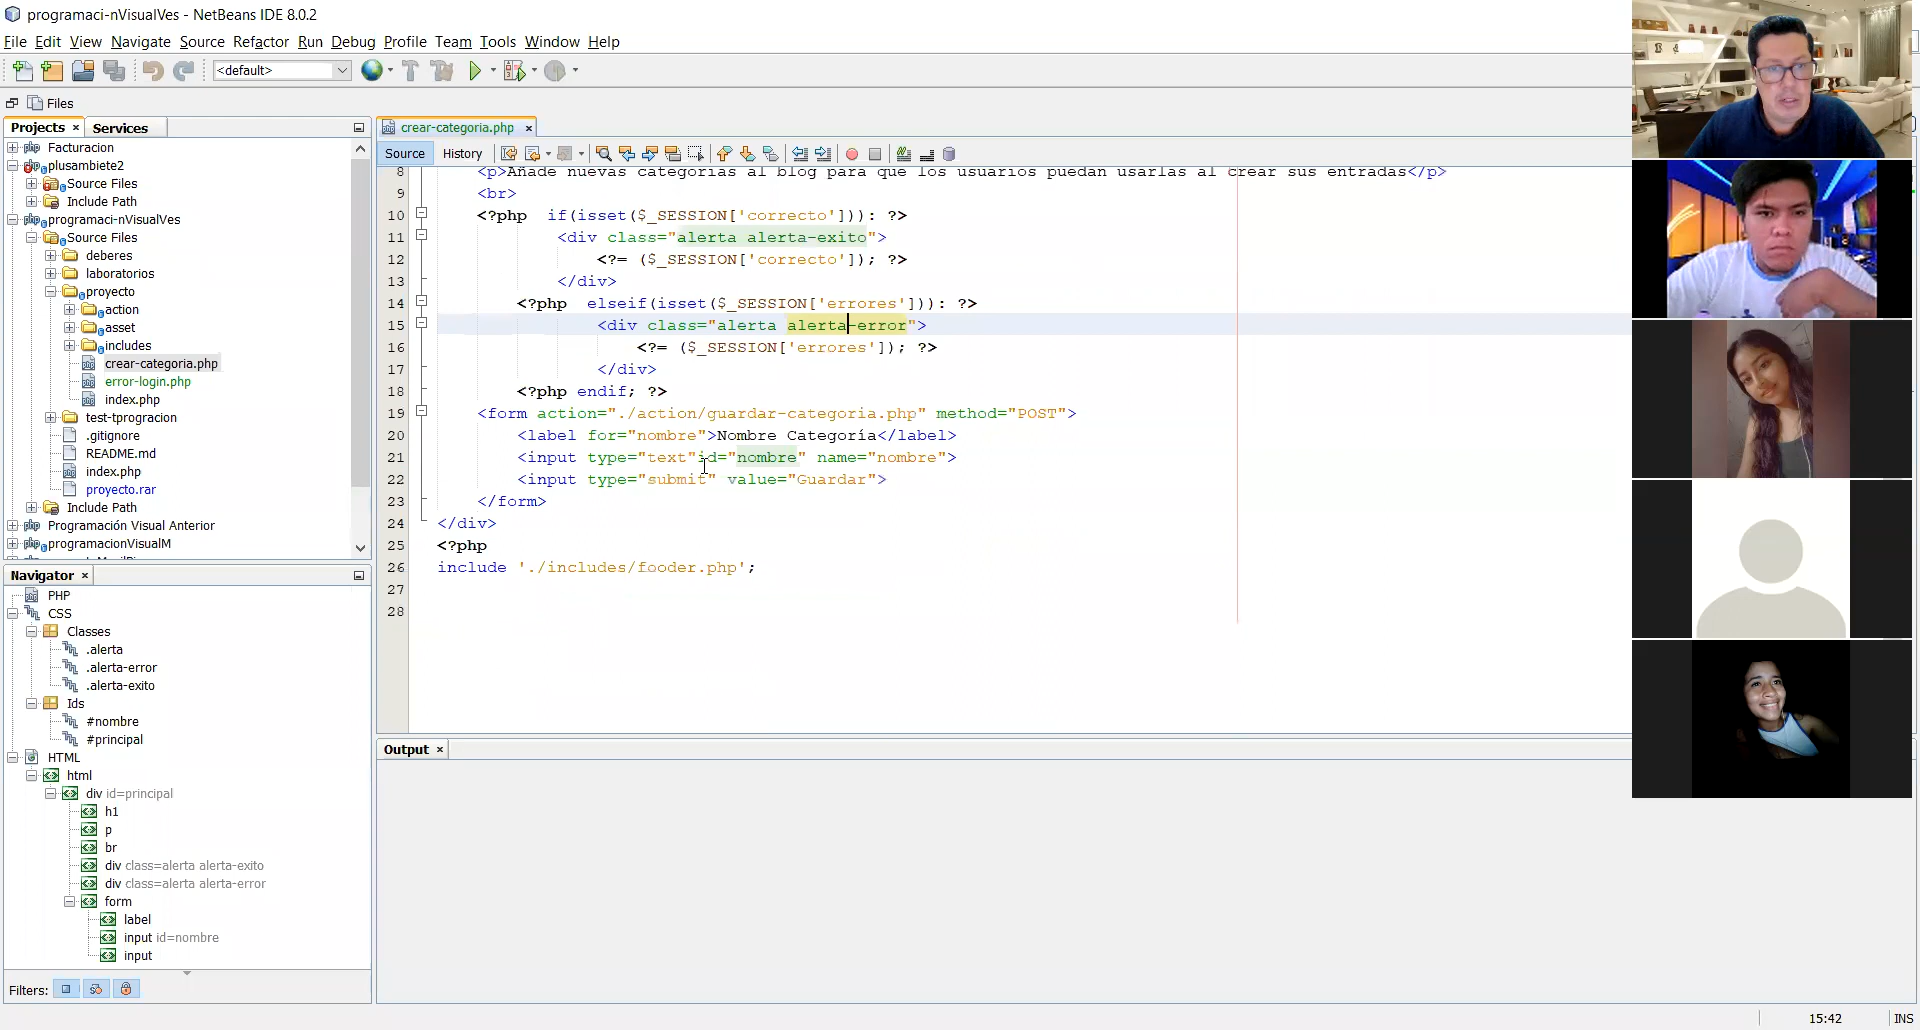 programaci-nVisualVes - NetBeans IDE 8.0.2
File Edit View Navigate Source Refactor Run Debug Profile Team Tools Window Help
<default>
Files
Projects × Services
Facturacion
plusambiete2
Source Files
Include Path
programaci-nVisualVes
Source Files
deberes
laboratorios
proyecto
action
asset
includes
crear-categoria.php
error-login.php
index.php
test-tprogracion
.gitignore
README.md
index.php
proyecto.rar
Include Path
Programación Visual Anterior
programacionVisualM
Navigator ×
PHP
CSS
Classes
.alerta
.alerta-error
.alerta-exito
Ids
#nombre
#principal
HTML
html
div id=principal
h1
p
br
div class=alerta alerta-exito
div class=alerta alerta-error
form
label
input id=nombre
input
Filters:
crear-categoria.php ×
Source History
8 <p>Añade nuevas categorias al blog para que los usuarios puedan usarlas al crear sus entradas</p>
9 <br>
10 <?php if(isset($_SESSION['correcto'])): ?>
11 <div class="alerta alerta-exito">
12 <?= ($_SESSION['correcto']); ?>
13 </div>
14 <?php elseif(isset($_SESSION['errores'])): ?>
15 <div class="alerta alerta-error">
16 <?= ($_SESSION['errores']); ?>
17 </div>
18 <?php endif; ?>
19 <form action="./action/guardar-categoria.php" method="POST">
20 <label for="nombre">Nombre Categoría</label>
21 <input type="text"id="nombre" name="nombre">
22 <input type="submit" value="Guardar">
23 </form>
24 </div>
25 <?php
26 include './includes/fooder.php';
27
28
Output ×
15:42 INS